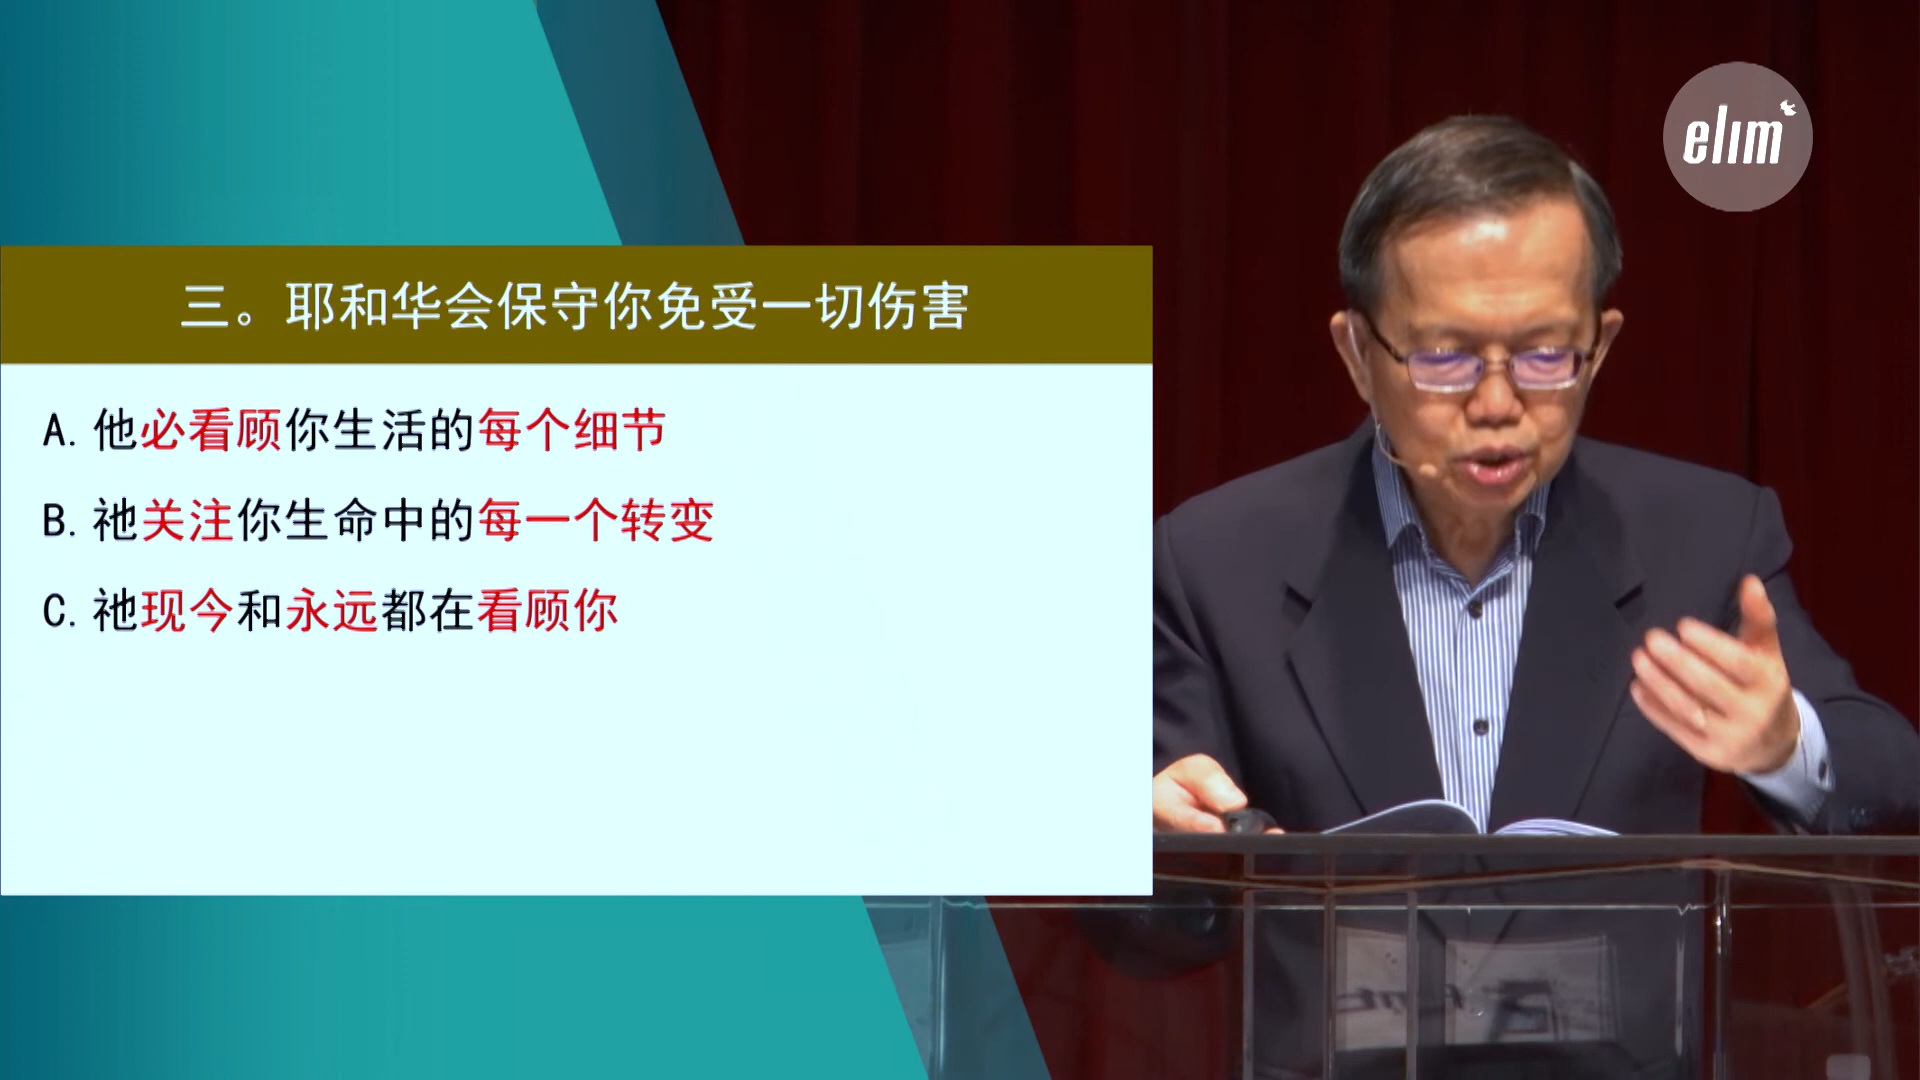 三。耶和华会保守你免受一切伤害
A. 他必看顾你生活的每个细节
B. 祂关注你生命中的每一个转变
C. 祂现今和永远都在看顾你
elim